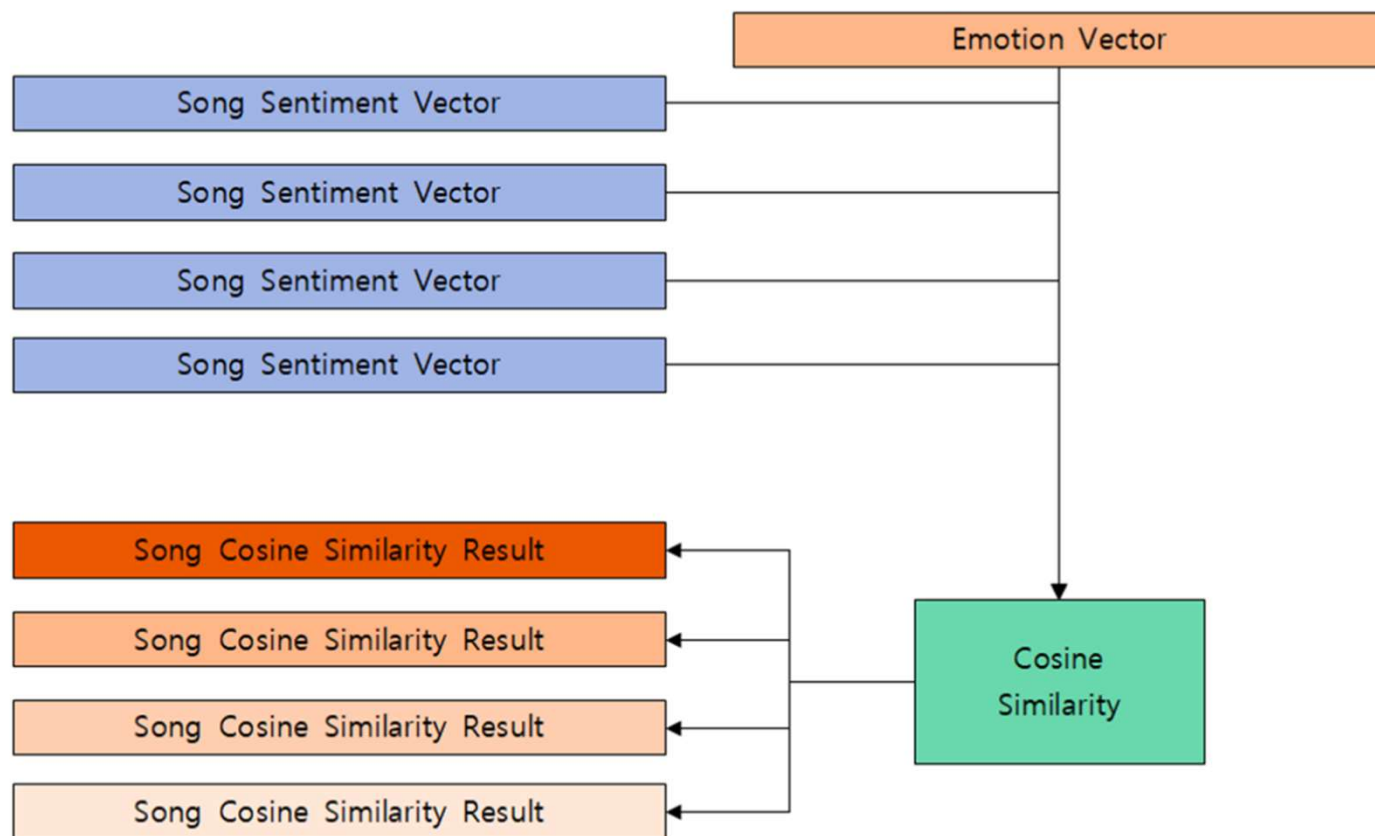 Emotion Vector
Song Sentiment Vector
Song Sentiment Vector
Song Sentiment Vector
Song Sentiment Vector
Song Cosine Similarity Result
Song Cosine Similarity Result
Song Cosine Similarity Result
Song Cosine Similarity Result
Cosine
Similarity